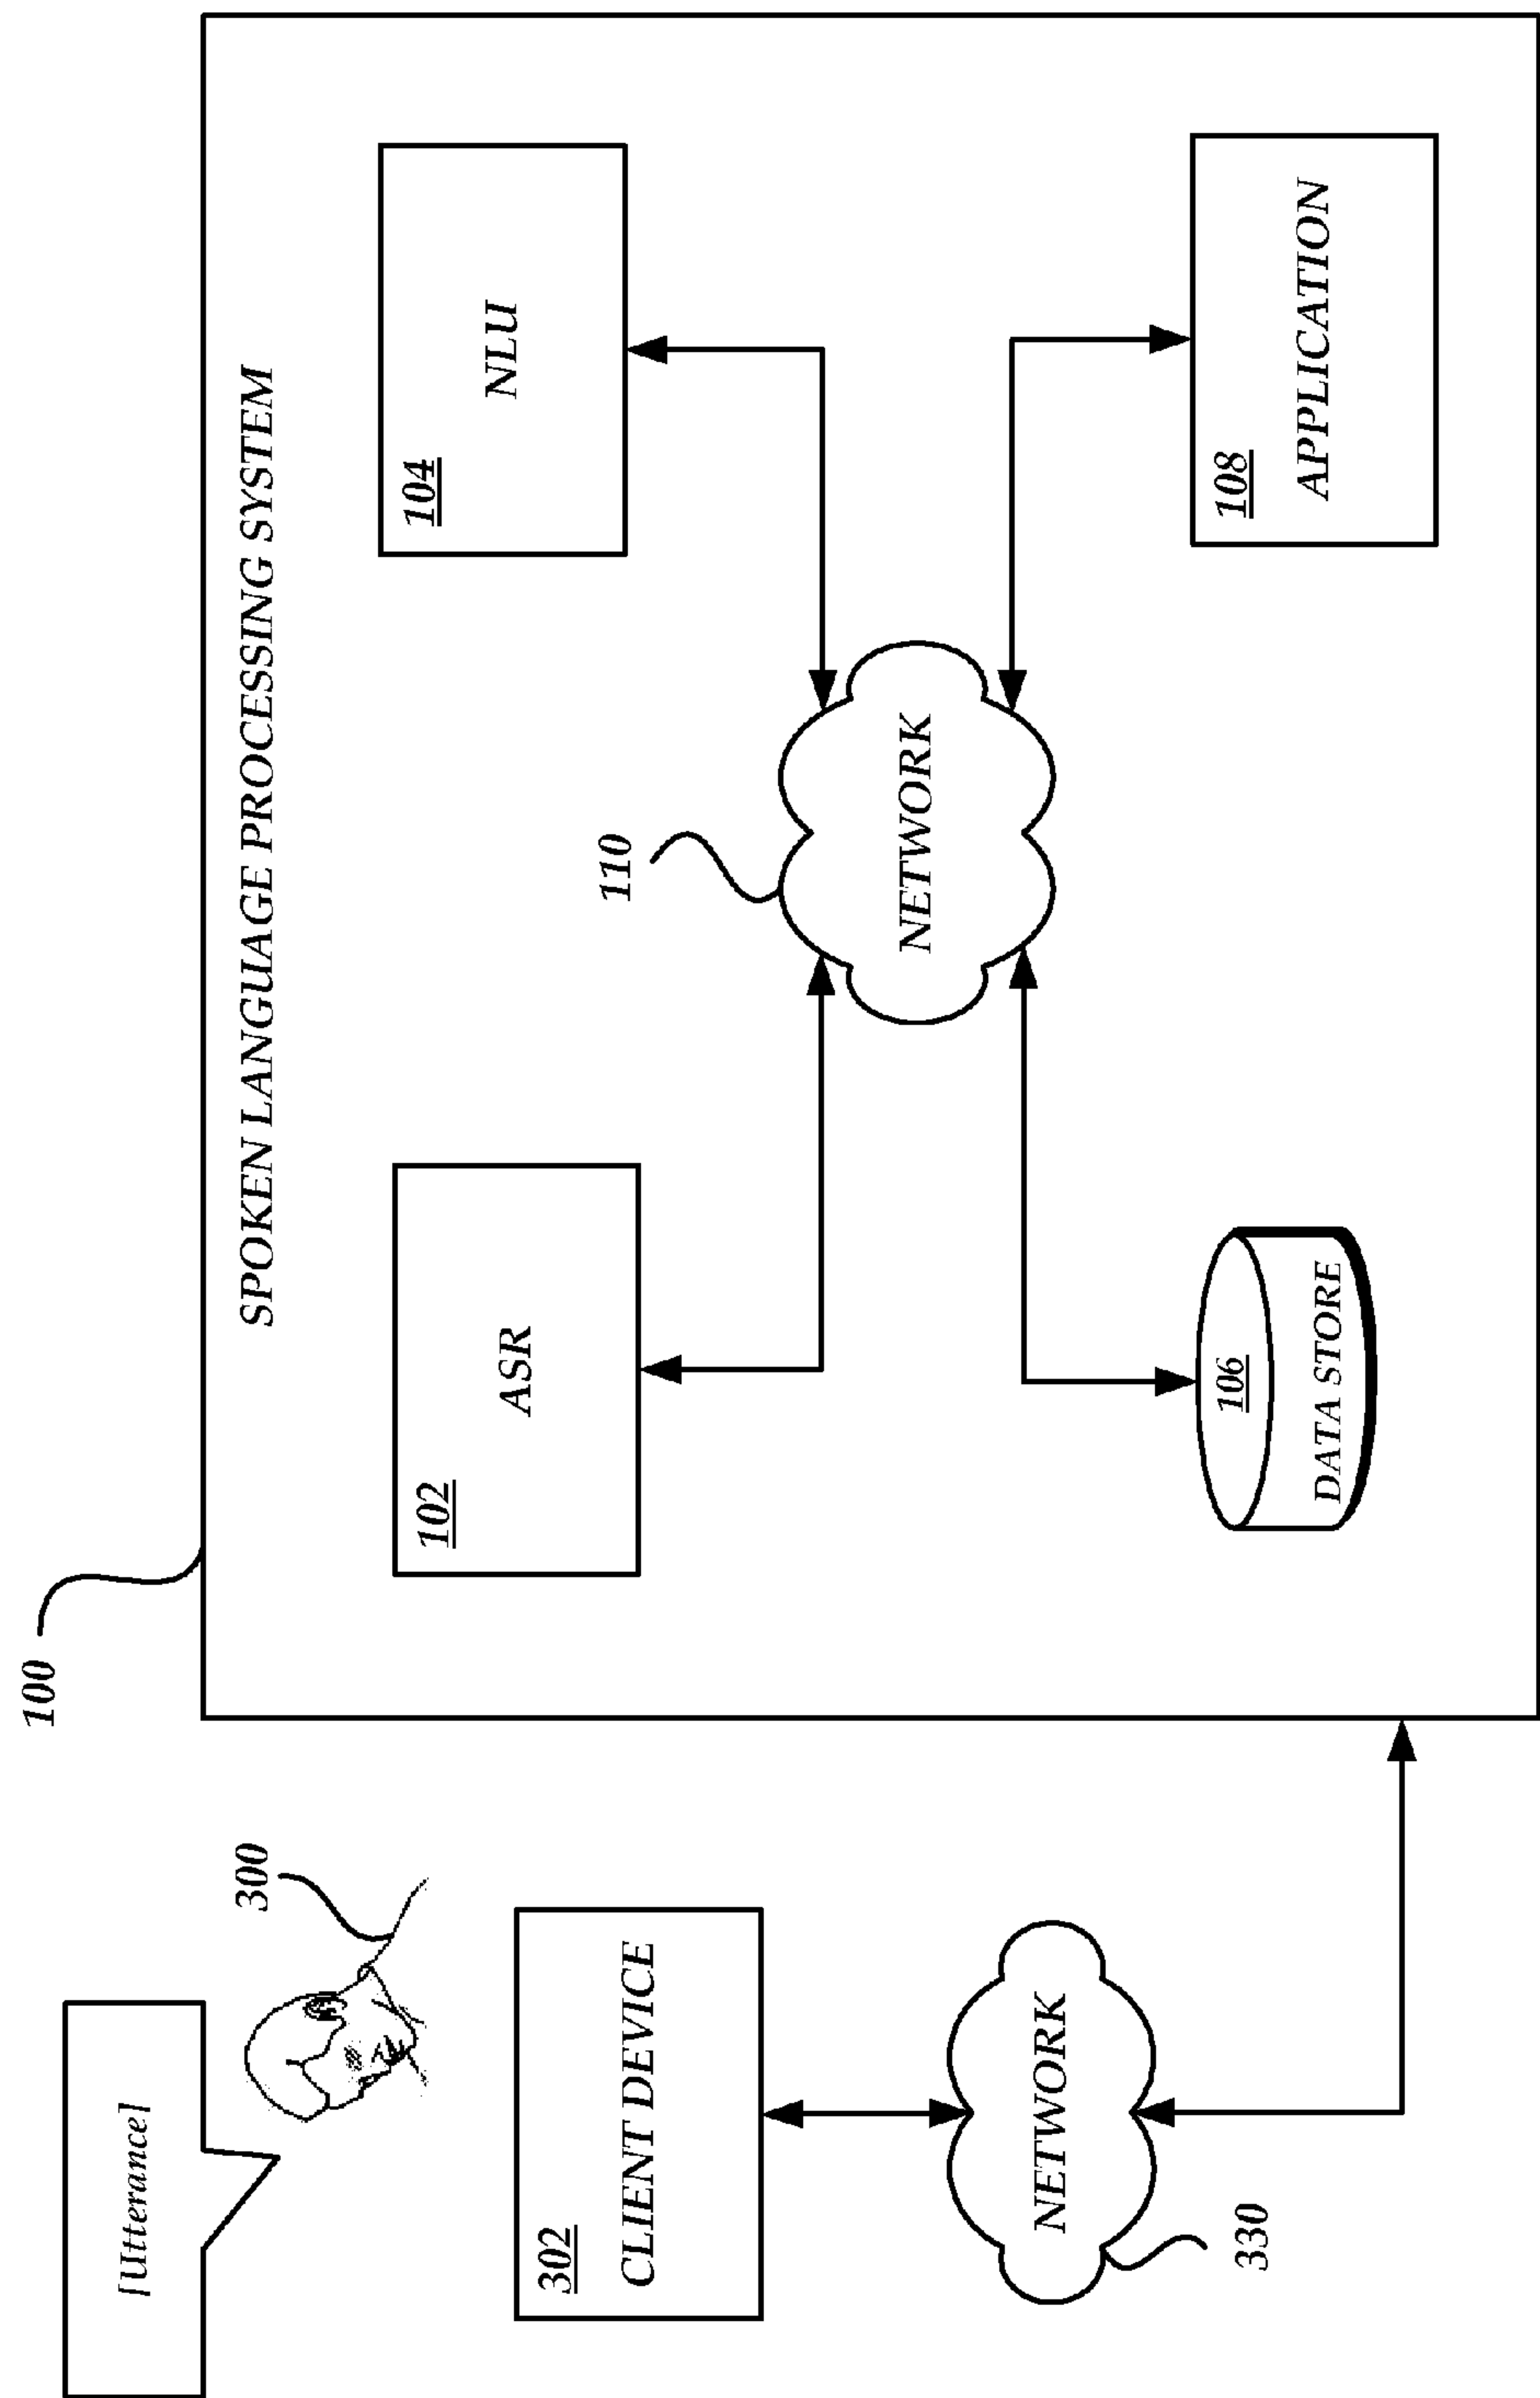 [Utterance]
300
302
CLIENT DEVICE
NETWORK
330
100
SPOKEN LANGUAGE PROCESSING SYSTEM
102
ASR
104
NLU
110
NETWORK
106
DATA STORE
108
APPLICATION